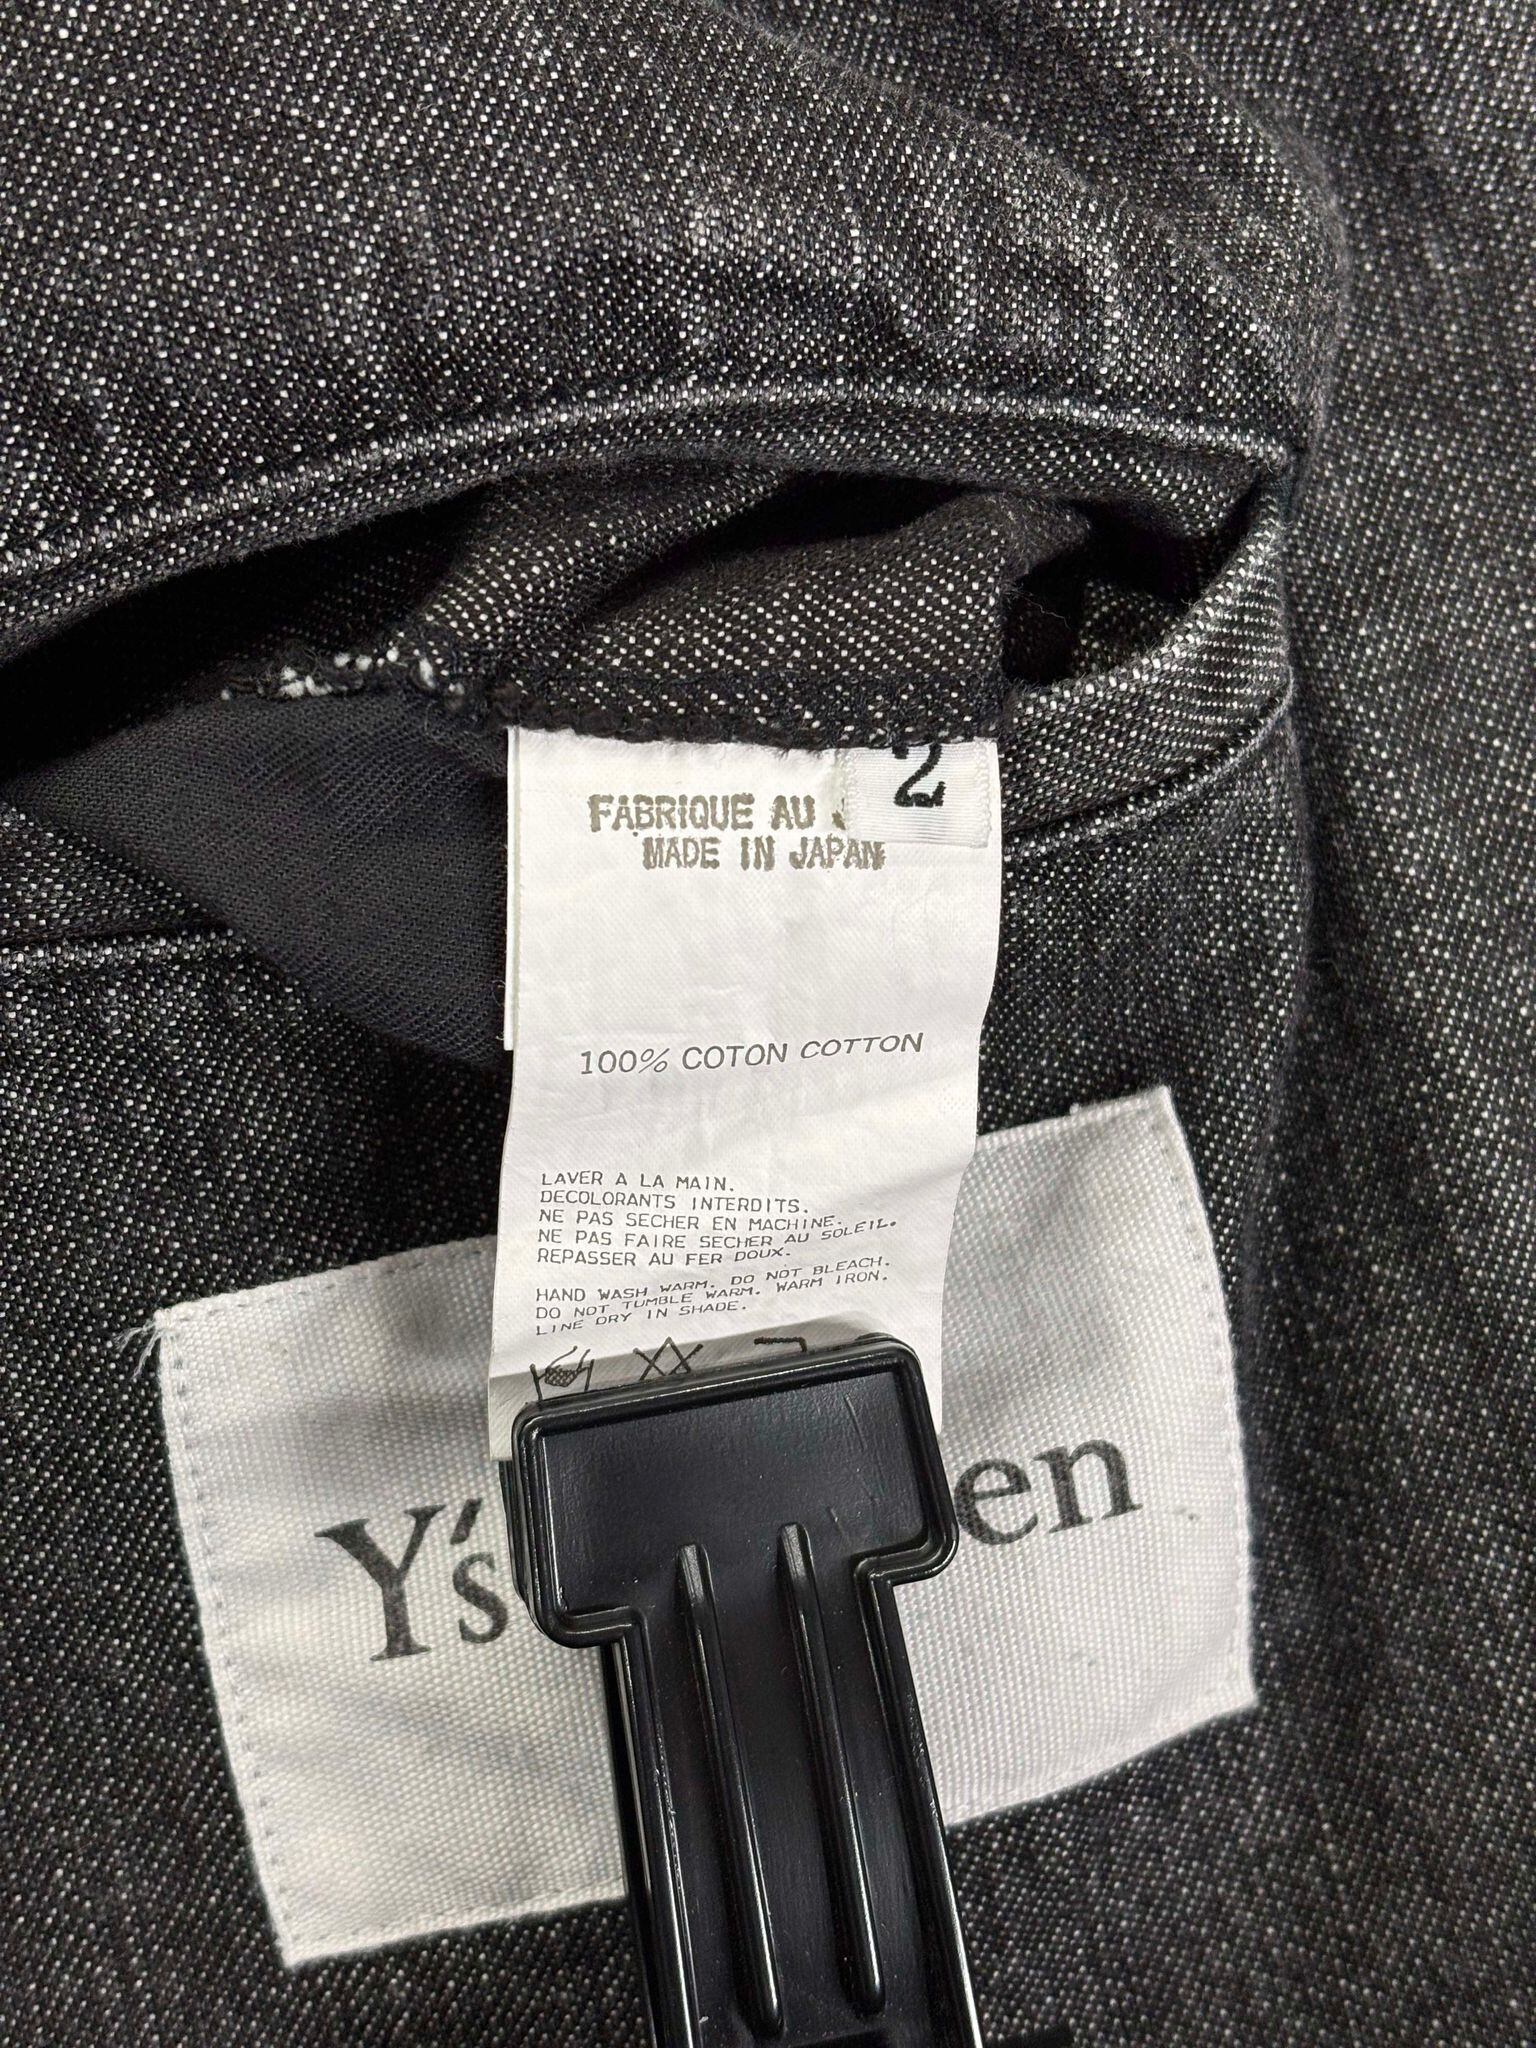 2
FABRIQUE AU
MADE IN JAPAN
100% COTON COTTON
LAVER A LA MAIN.
DECOLORANTS INTERDITS.
NE PAS SECHER EN MACHINE.
NE PAS FAIRE SECHER AU SOLEIL.
REPASSER AU FER DOUX.
HAND WASH WARM. DO NOT BLEACH.
DO NOT TUMBLE WARM. WARM IRON.
LINE DRY IN SHADE.
Y's en